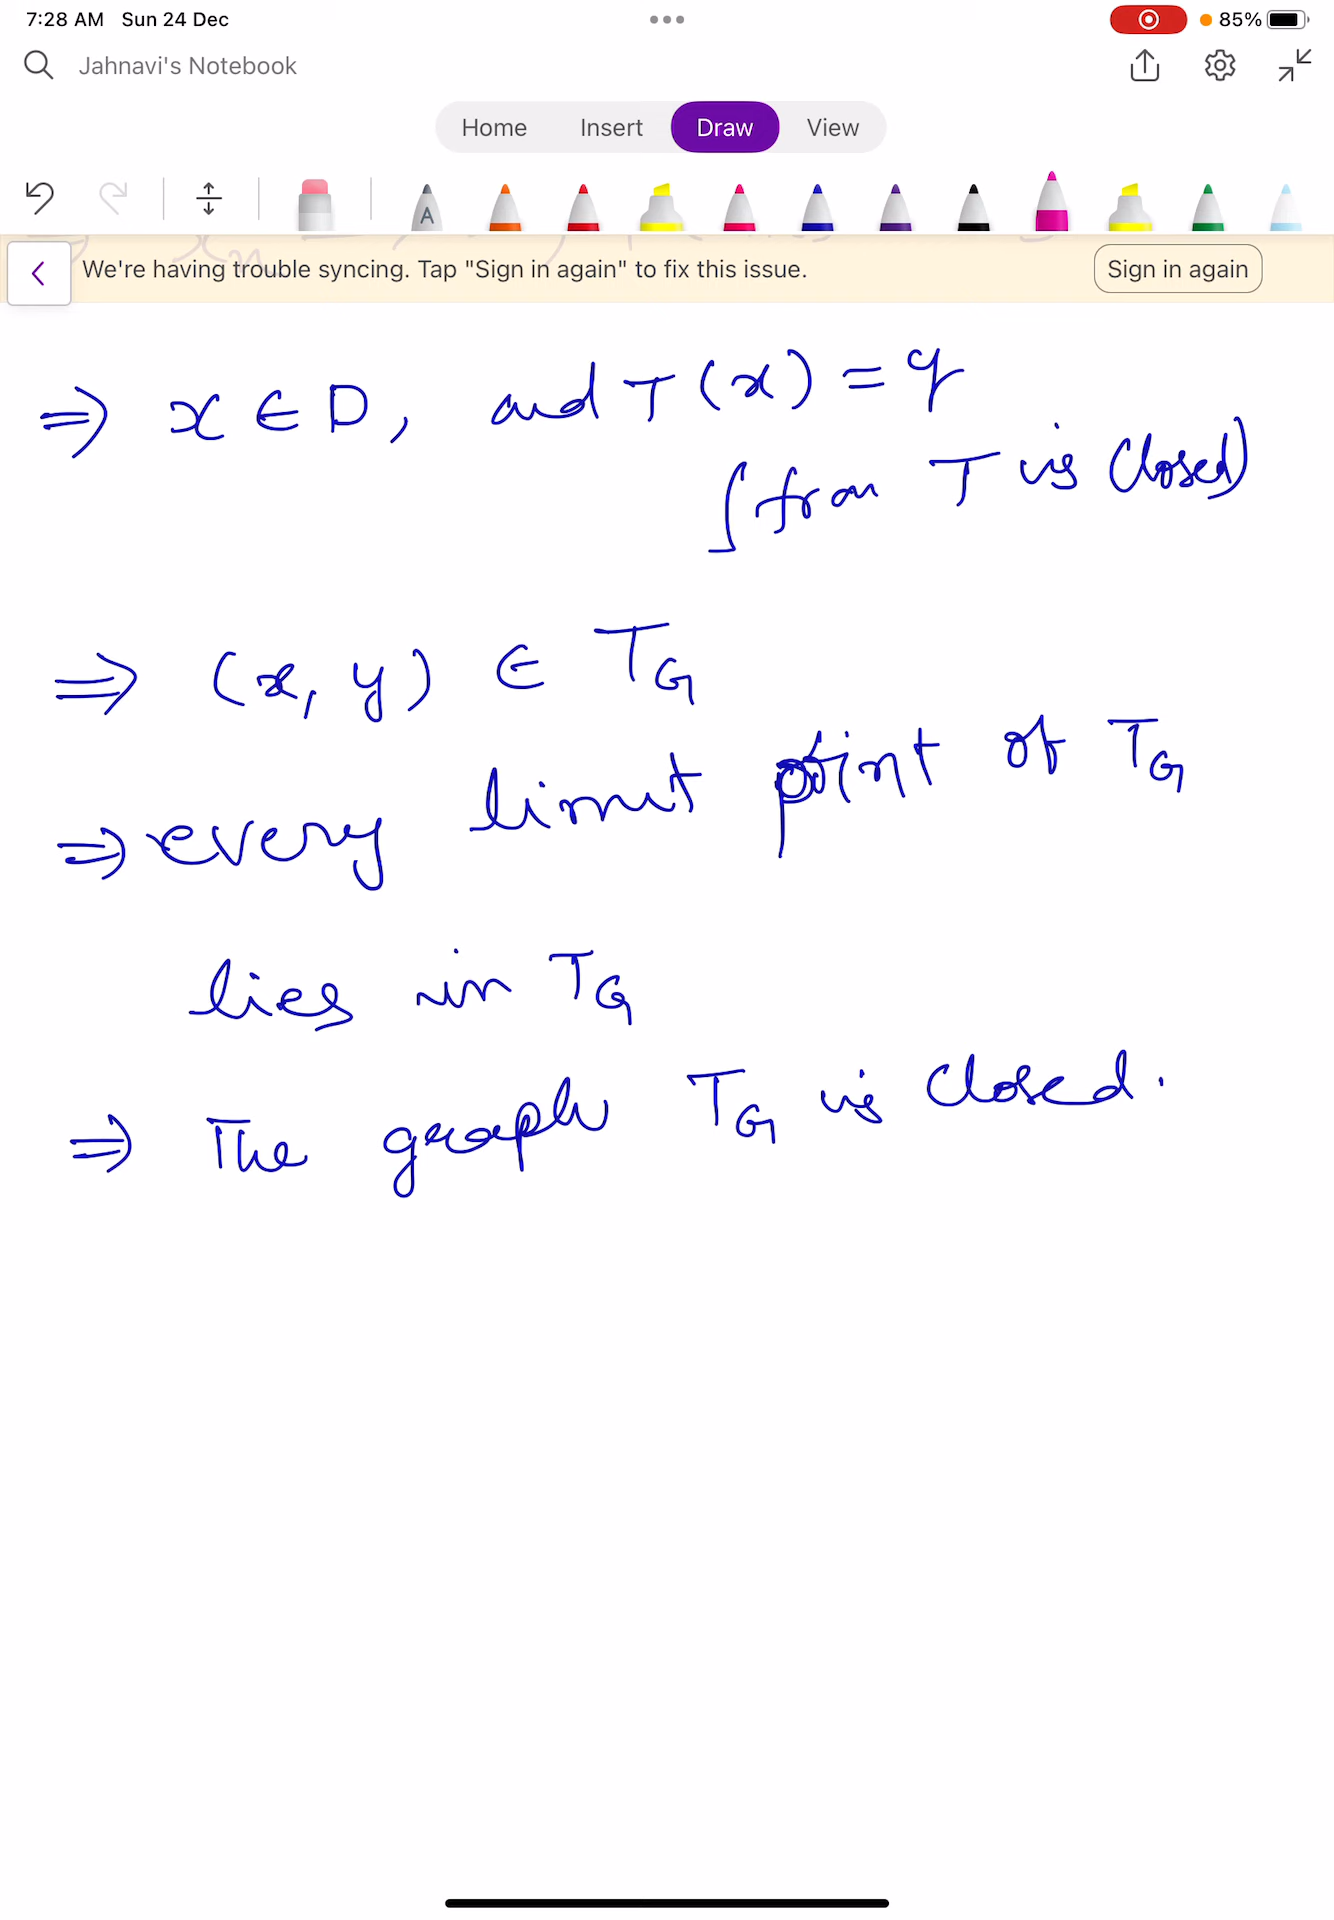 7:28 AM Sun 24 Dec
85%
Jahnavi's Notebook
Home Insert Draw View
A
We're having trouble syncing. Tap "Sign in again" to fix this issue.
Sign in again
⇒ x ∈ D, and T(x) = y
(from T is closed)
⇒ (x, y) ∈ T_G
⇒ every limit point of T_G
lies in T_G
⇒ The graph T_G is closed.